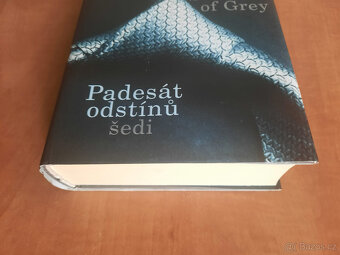 of Grey
Padesát
odstínů
šedi